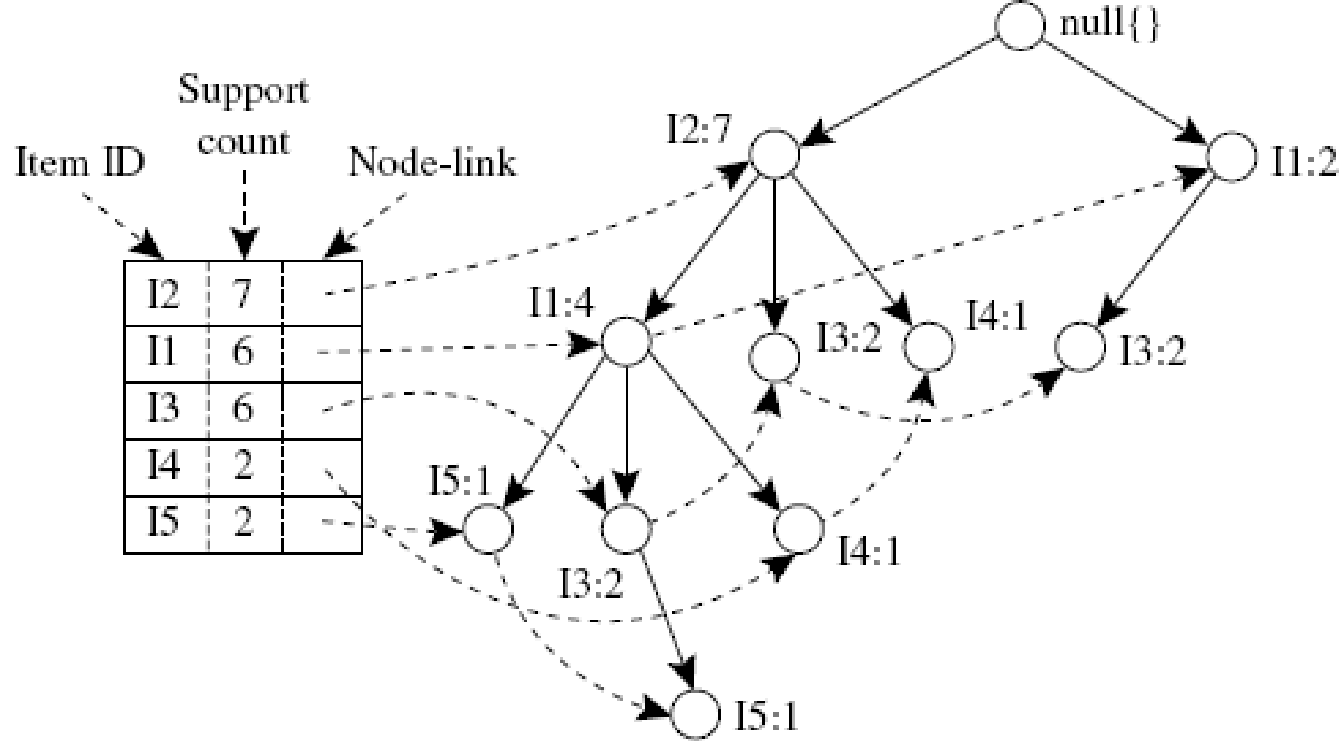 null{}
Support
count
Item ID
Node-link
I2:7
I1:2
I2 7
I1 6
I3 6
I4 2
I5 2
I1:4
I3:2
I4:1
I3:2
I5:1
I3:2
I4:1
I5:1